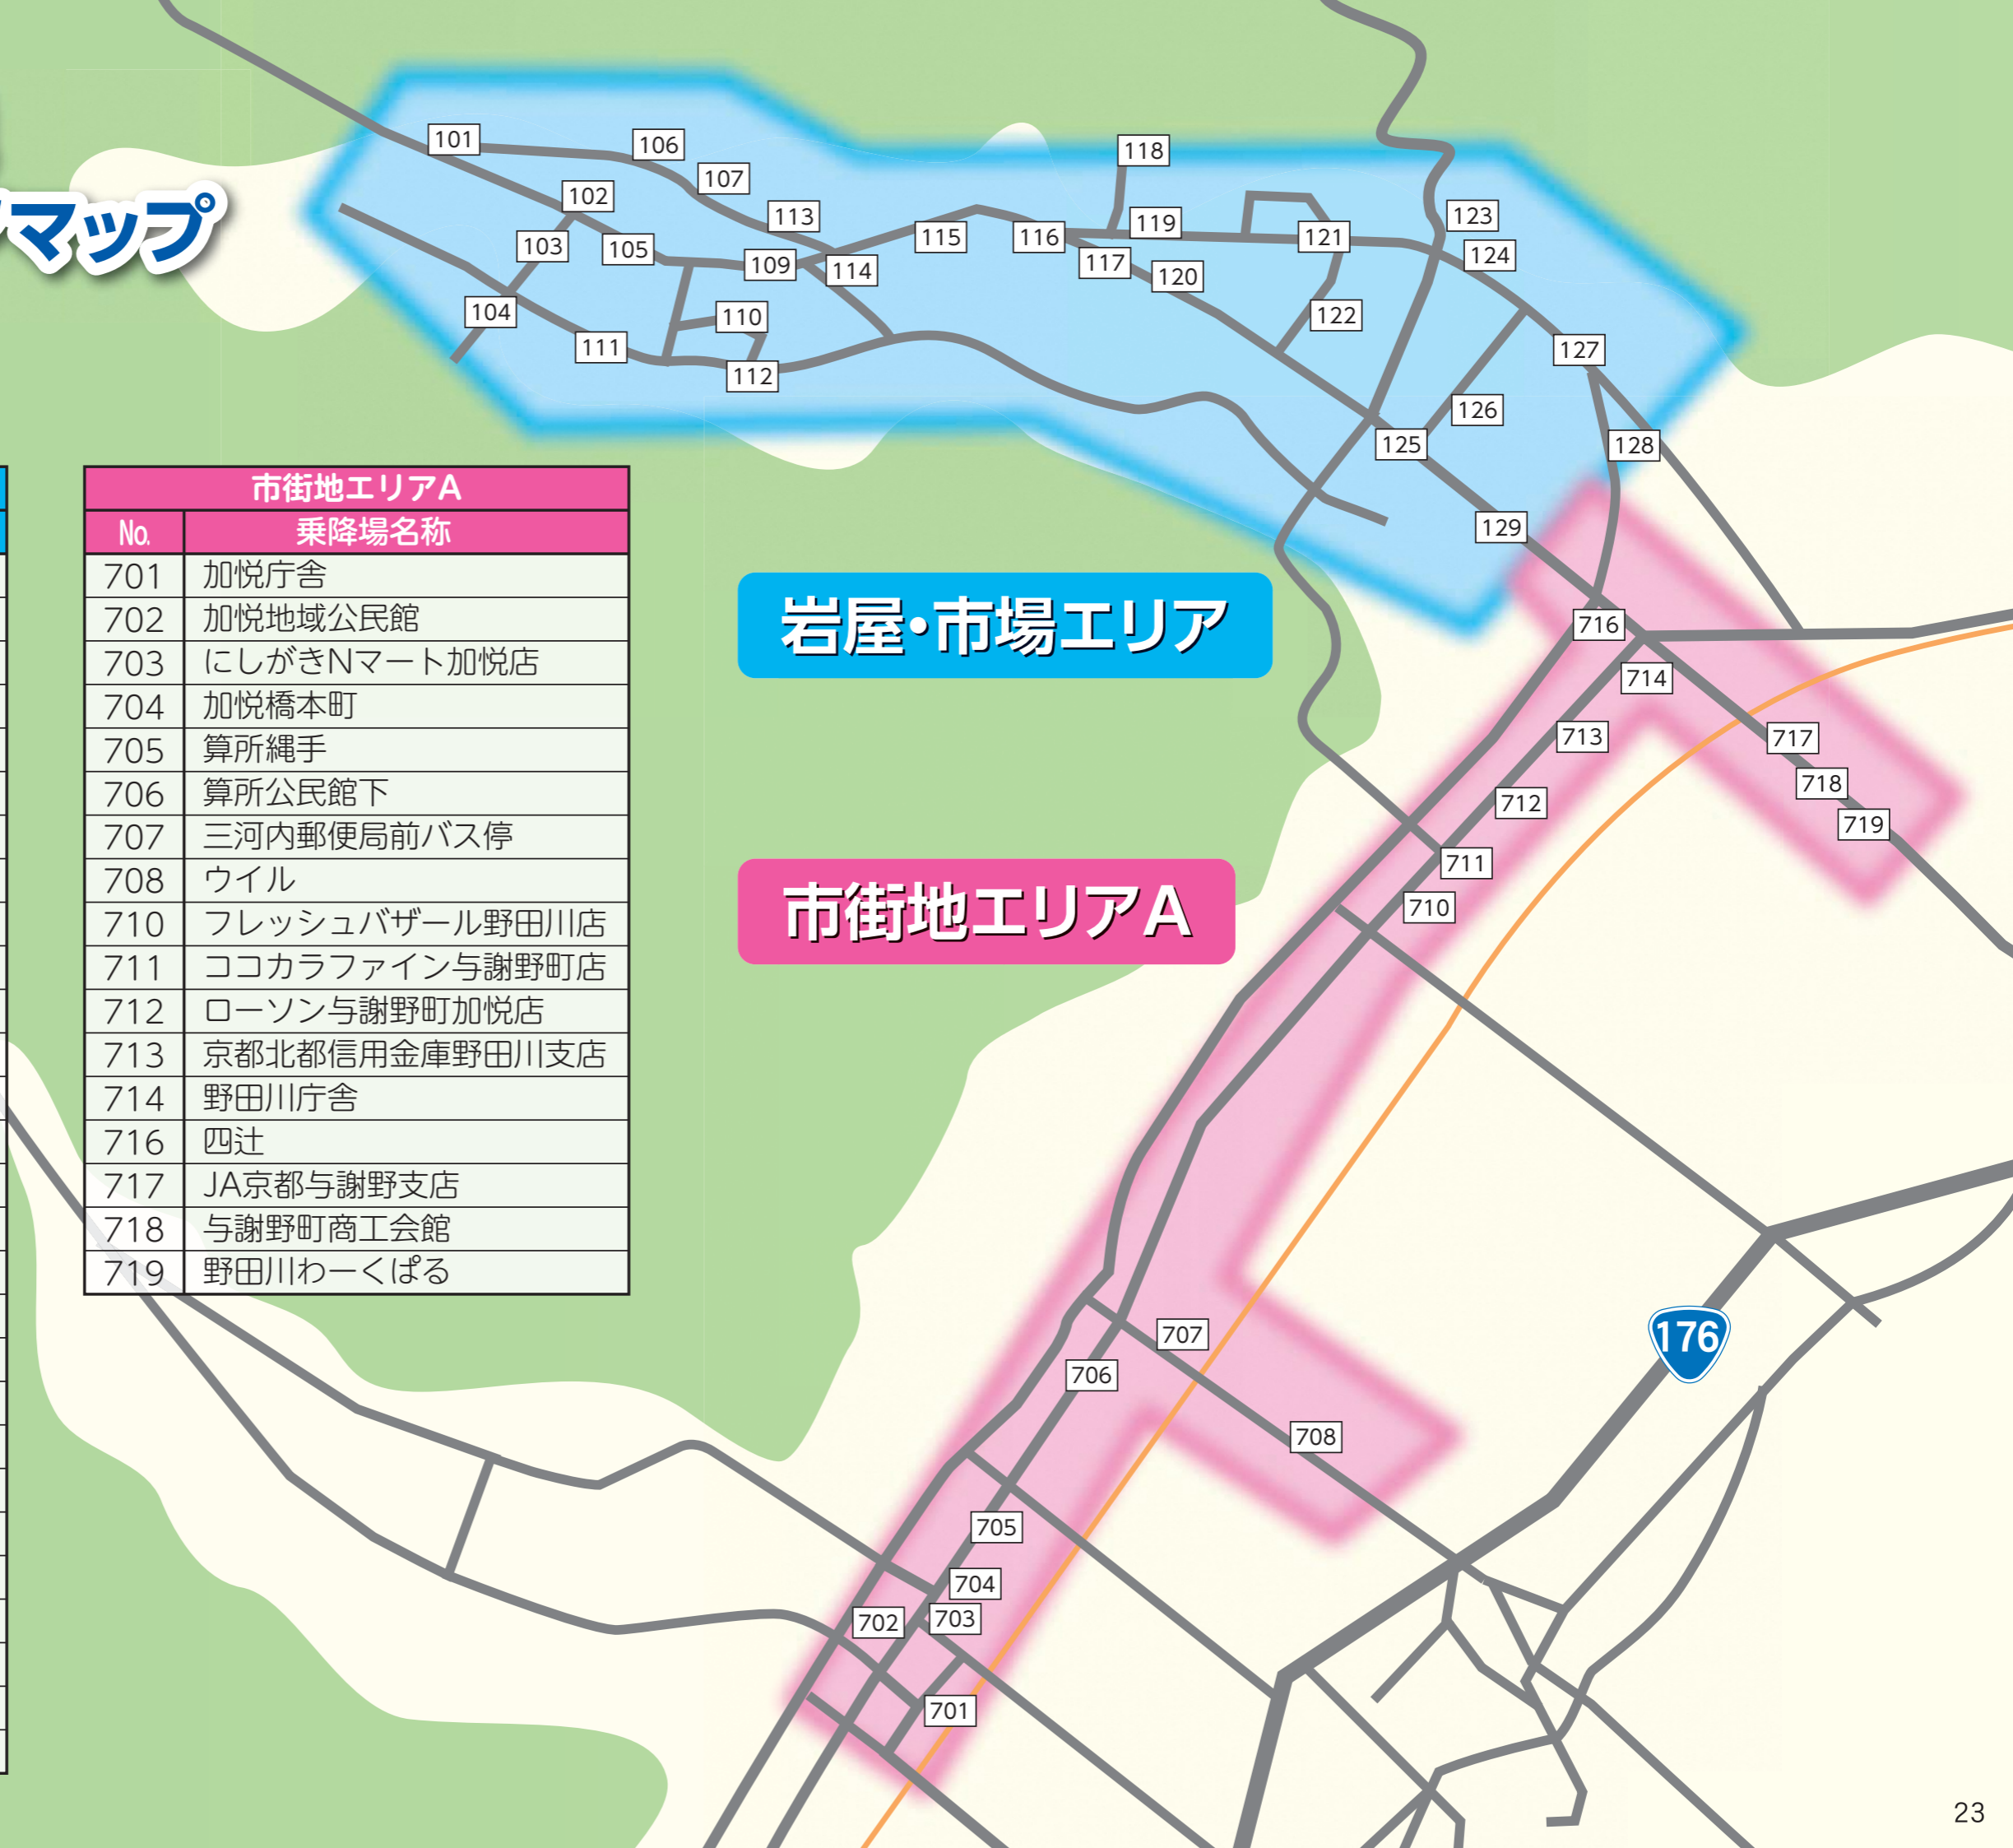 マップ
101
106
107
118
102
113
103
105
109
114
115
116
119
117
120
121
123
124
104
110
122
111
112
127
126
125
128
129
市街地エリアA
No. 乗降場名称
701 加悦庁舎
702 加悦地域公民館
703 にしがきNマート加悦店
704 加悦橋本町
705 算所縄手
706 算所公民館下
707 三河内郵便局前バス停
708 ウイル
710 フレッシュバザール野田川店
711 ココカラファイン与謝野町店
712 ローソン与謝野町加悦店
713 京都北都信用金庫野田川支店
714 野田川庁舎
716 四辻
717 JA京都与謝野支店
718 与謝野町商工会館
719 野田川わーくぱる
岩屋・市場エリア
市街地エリアA
716
714
713
717
712
718
719
711
710
707
706
176
708
705
704
702
703
701
23